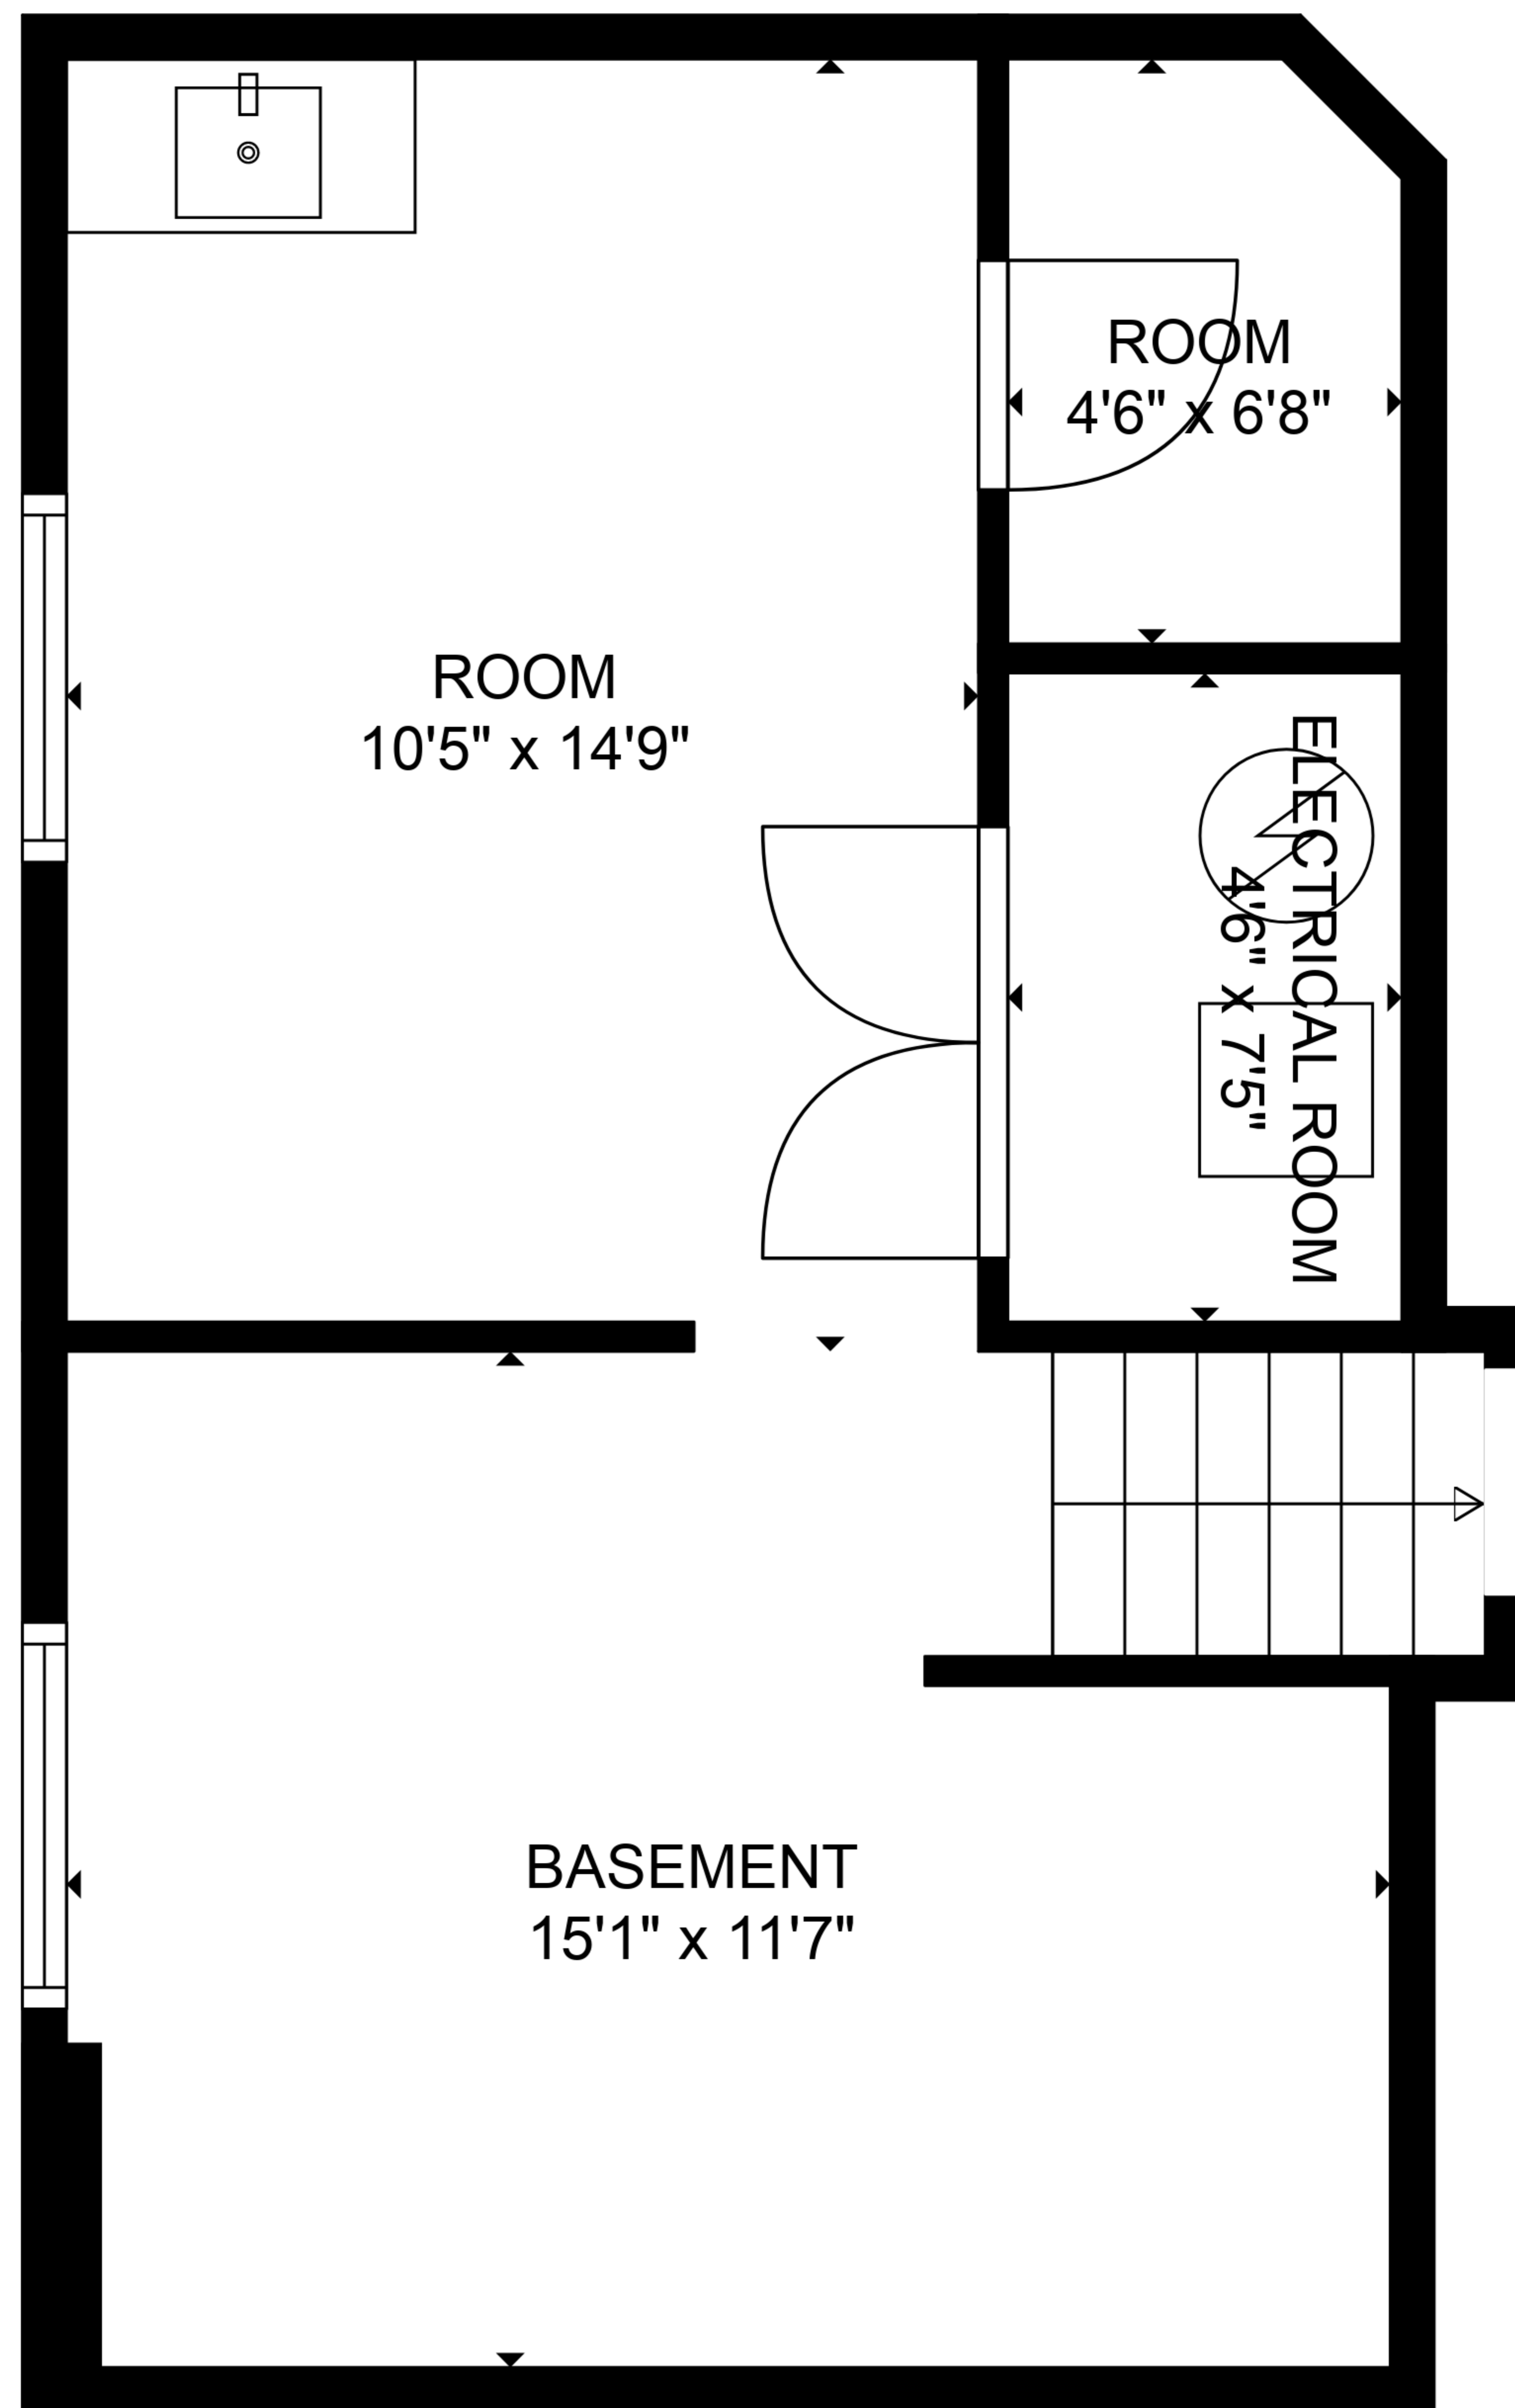 ROOM
4'6" x 6'8"
ROOM
10'5" x 14'9"
ELECTRICAL ROOM
4'6" x 7'5"
BASEMENT
15'1" x 11'7"